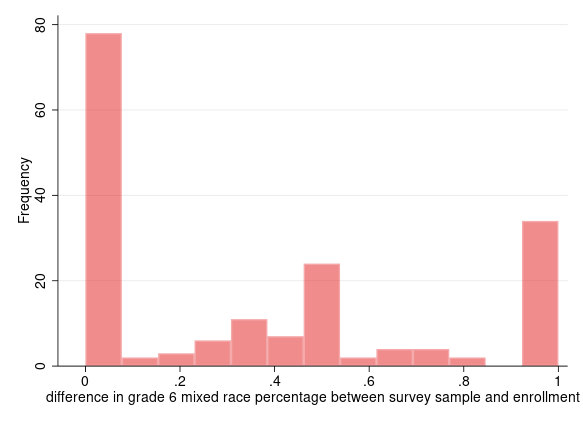 80
60
40
20
0
Frequency
0 .2 .4 .6 .8 1
difference in grade 6 mixed race percentage between survey sample and enrollment